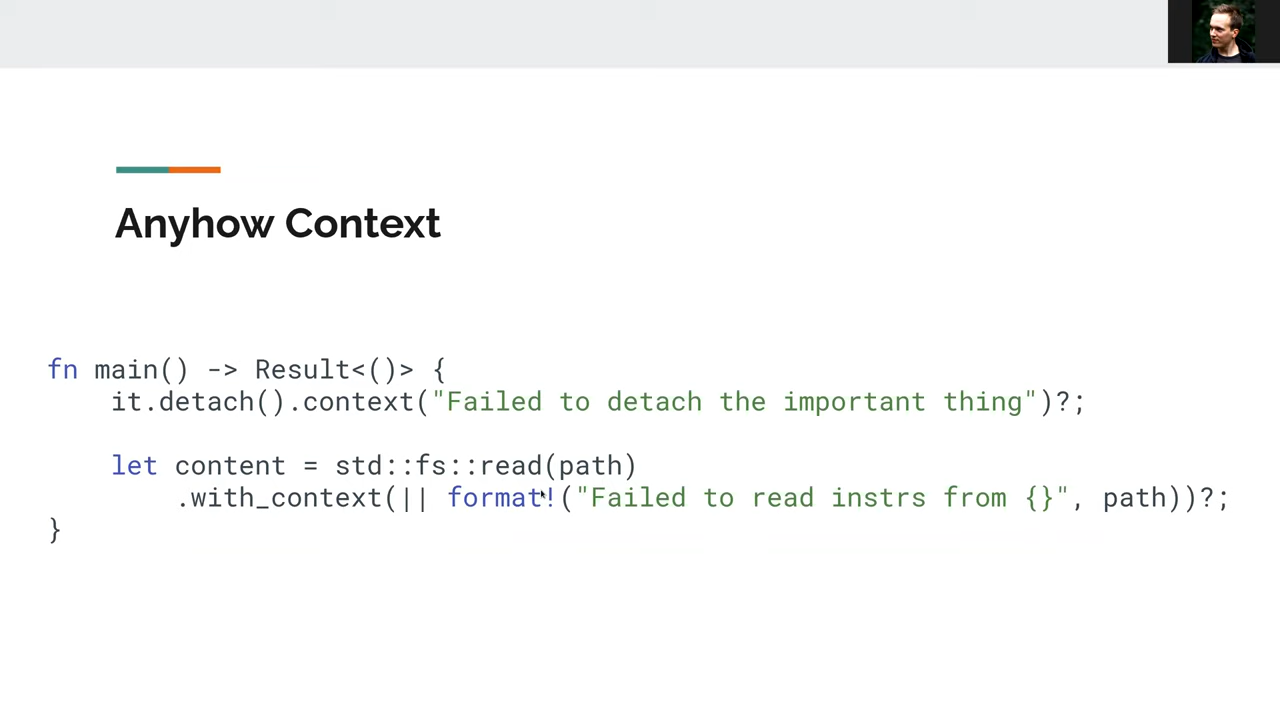 Anyhow Context
fn main() -> Result<()> {
    it.detach().context("Failed to detach the important thing")?;
    let content = std::fs::read(path)
        .with_context(|| format!("Failed to read instrs from {}", path))?;
}